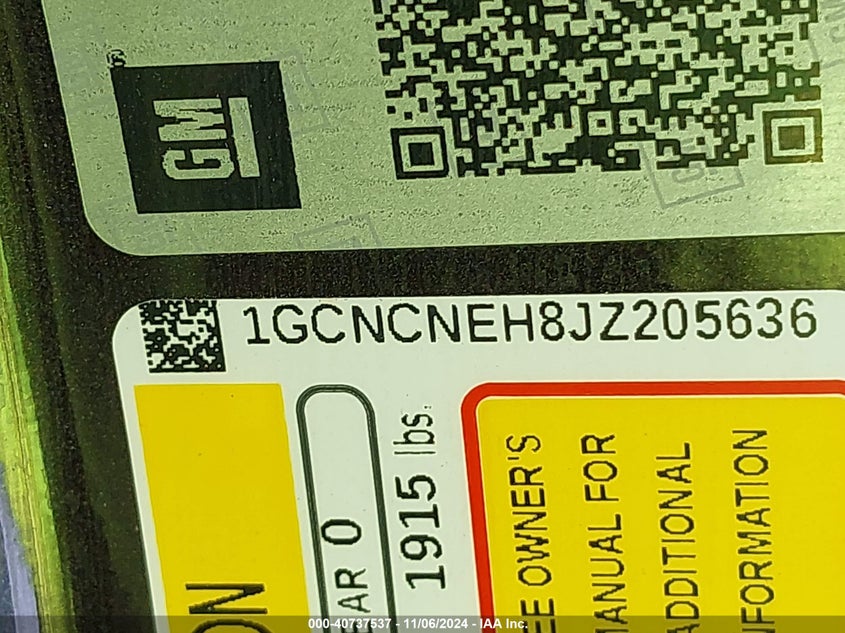 GM
1GCNCNEH8JZ205636
EAR 0
1915 lbs.
EE OWNER'S
MANUAL FOR
ADDITIONAL
NFORMATION
ON
000-40737537 - 11/06/2024 - IAA Inc.